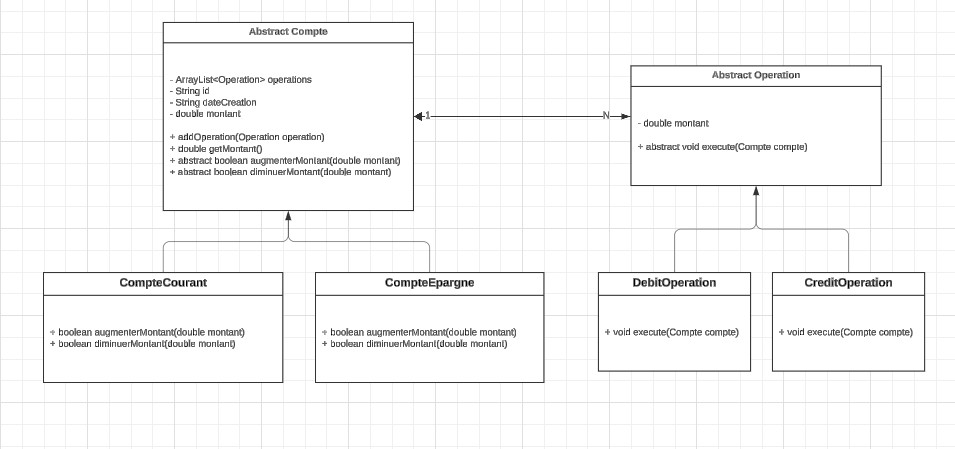 Abstract Compte
- ArrayList<Operation> operations
- String id
- String dateCreation
- double montant
+ addOperation(Operation operation)
+ double getMontant()
+ abstract boolean augmenterMontant(double montant)
+ abstract boolean diminuerMontant(double montant)
1
N
Abstract Operation
- double montant
+ abstract void execute(Compte compte)
CompteCourant
+ boolean augmenterMontant(double montant)
+ boolean diminuerMontant(double montant)
CompteEpargne
+ boolean augmenterMontant(double montant)
+ boolean diminuerMontant(double montant)
DebitOperation
+ void execute(Compte compte)
CreditOperation
+ void execute(Compte compte)